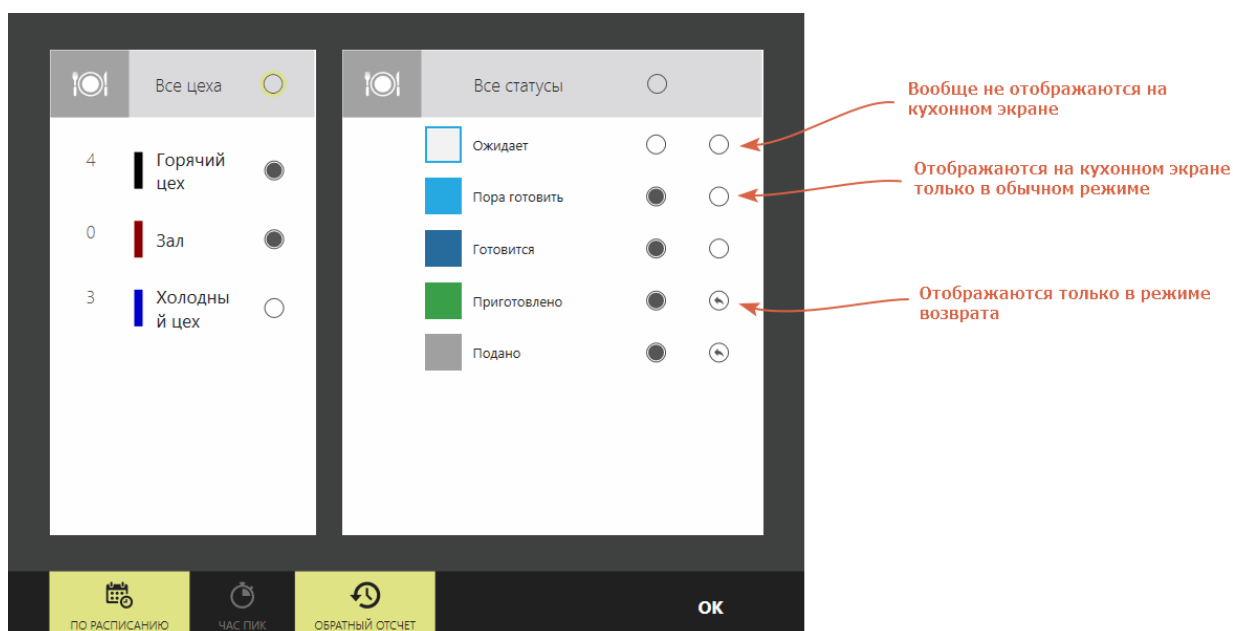 Все цеха
4
Горячий
цех
0
Зал
3
Холодны
й цех
Все статусы
Ожидает
Пора готовить
Готовится
Приготовлено
Подано
Вообще не отображаются на
кухонном экране
Отображаются на кухонном экране
только в обычном режиме
Отображаются только в режиме
возврата
ПО РАСПИСАНИЮ
ЧАС ПИК
ОБРАТНЫЙ ОТСЧЕТ
ОК